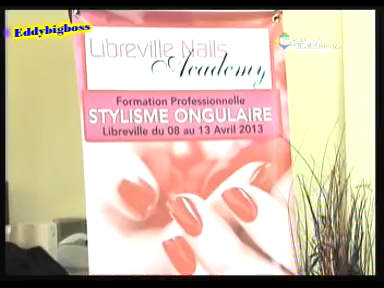 Eddybigboss
Libreville Nails
Academy
Formation Professionnelle
STYLISME ONGULAIRE
Libreville du 08 au 13 Avril 2013